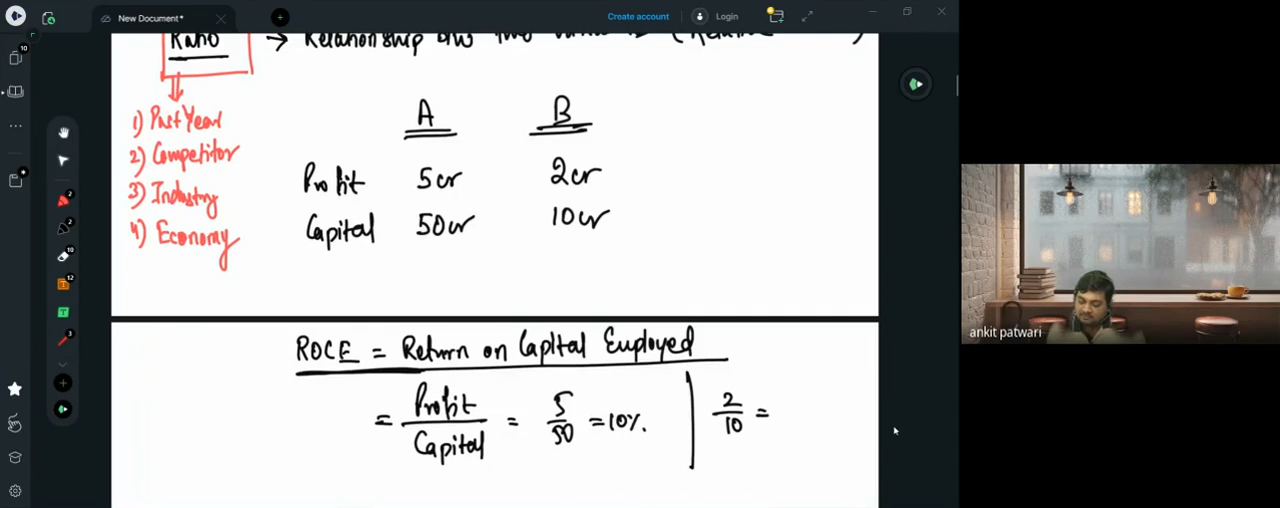 New Document*
Create account
Login
Ratio → Relationship b/w two (Relative )
1) Past Year
2) Competitor
3) Industry
4) Economy
A B
Profit 5cr 2cr
Capital 50cr 10cr
ROCE = Return on Capital Employed
= Profit / Capital = 5/50 = 10%. | 2/10 =
ankit patwari